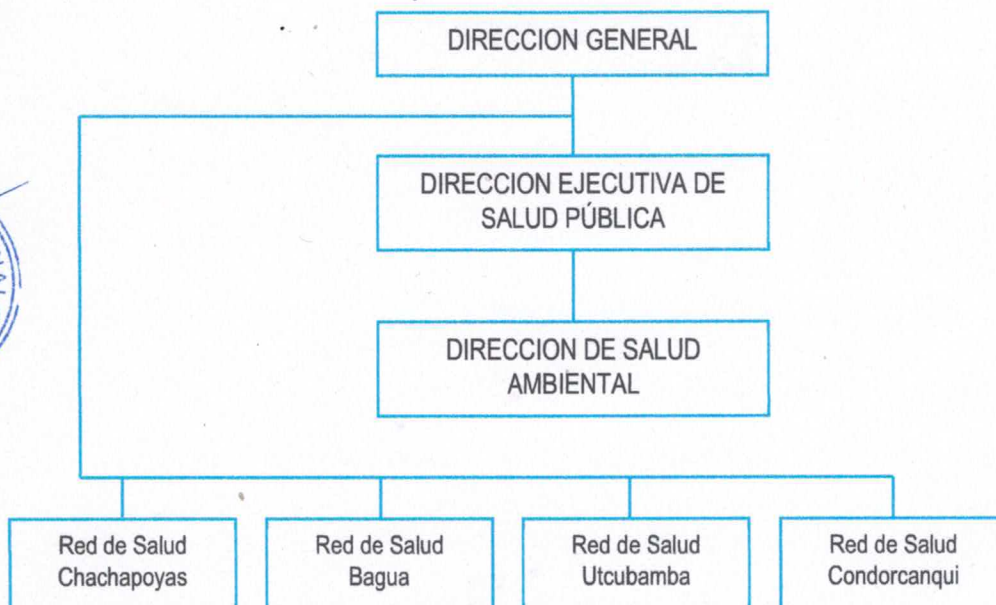 DIRECCION GENERAL
DIRECCION EJECUTIVA DE
SALUD PÚBLICA
DIRECCION DE SALUD
AMBIENTAL
Red de Salud
Chachapoyas
Red de Salud
Bagua
Red de Salud
Utcubamba
Red de Salud
Condorcanqui